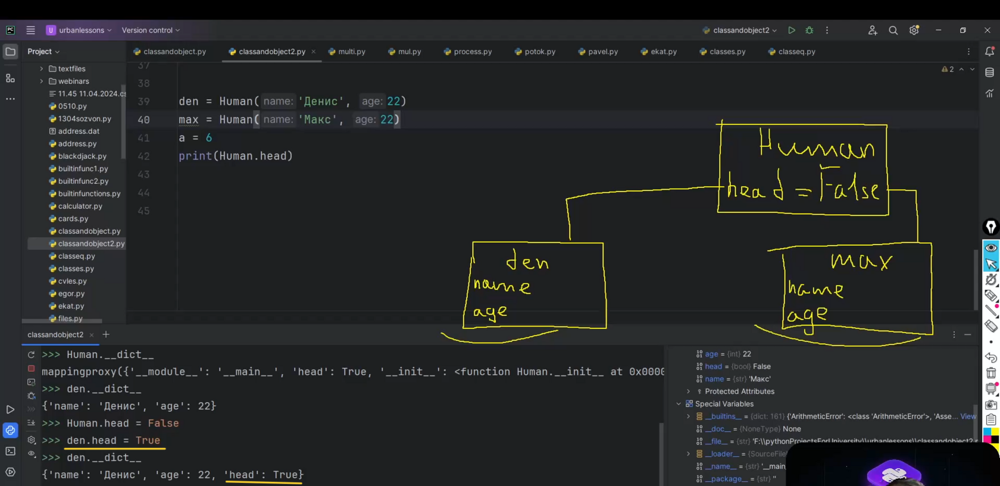 PC
U urbanlessons
Version control
classandobject2
Project
classandobject.py
classandobject2.py
multi.py
mul.py
process.py
potok.py
pavel.py
ekat.py
classes.py
classeq.py
textfiles
webinars
11.45 11.04.2024.cs
0510.py
1304sozvon.py
address.dat
address.py
blackdjack.py
builtinfunc1.py
builtinfunc2.py
builtinfunctions.py
calculator.py
cards.py
classandobject.py
classandobject2.py
classeq.py
classes.py
cvles.py
egor.py
ekat.py
files.py
2
37
38
39 den = Human( name: 'Денис', age: 22)
40 max = Human( name: 'Макс', age: 22)
41 a = 6
42 print(Human.head)
43
44
45
Human
head = False
den
name
age
max
name
age
classandobject2
>>> Human.__dict__
mappingproxy({'__module__': '__main__', 'head': True, '__init__': <function Human.__init__ at 0x0000
>>> den.__dict__
{'name': 'Денис', 'age': 22}
>>> Human.head = False
>>> den.head = True
>>> den.__dict__
{'name': 'Денис', 'age': 22, 'head': True}
age = {int} 22
head = {bool} False
name = {str} 'Макс'
Protected Attributes
Special Variables
__builtins__ = {dict: 161} {'ArithmeticError': <class 'ArithmeticError'>, 'Asse... View
__doc__ = {NoneType} None
__file__ = {str} 'F:\\pythonProjectsForUniversity\\urbanlessons\\classandobject2.p
__loader__ = {SourceFileL
__name__ = {str} '__main_
__package__ = {str} ''